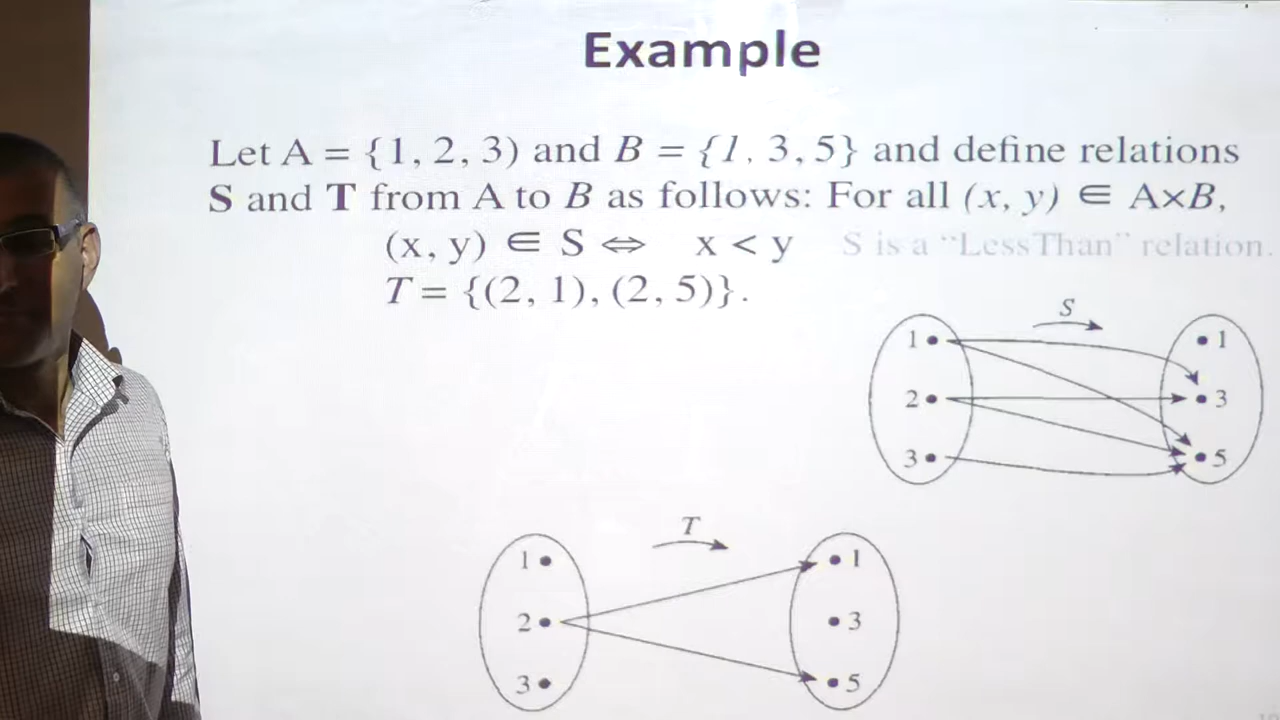 Example
Let A = {1, 2, 3) and B = {1, 3, 5} and define relations
S and T from A to B as follows: For all (x, y) ∈ A×B,
(x, y) ∈ S ⇔ x < y S is a "LessThan" relation.
T = {(2, 1), (2, 5)}.
S
1 1
2 3
3 5
T
1 1
2 3
3 5